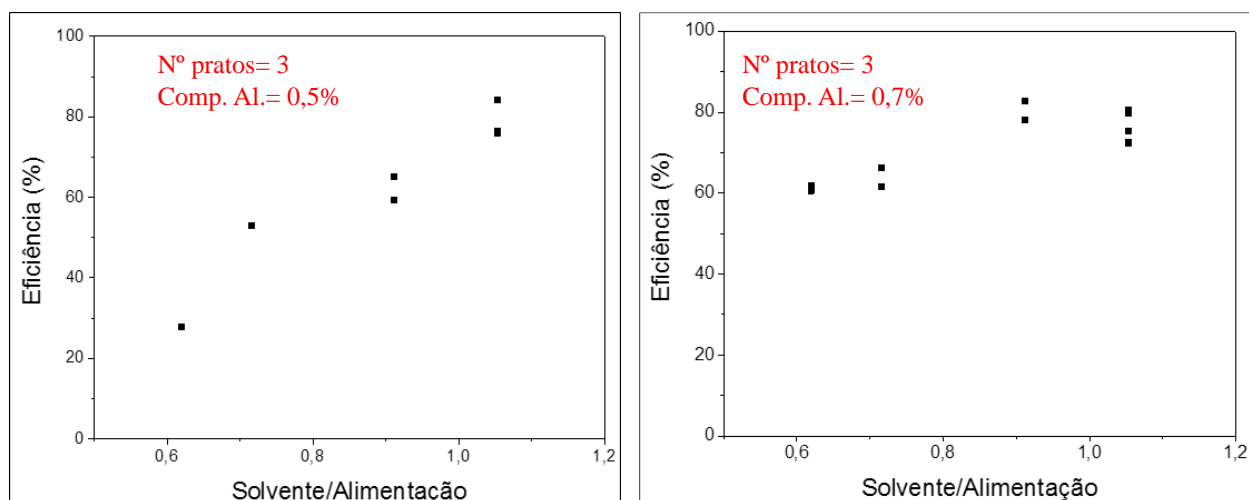 Nº pratos= 3
Comp. Al.= 0,5%
Eficiência (%)
100
80
60
40
20
0
0,6 0,8 1,0 1,2
Solvente/Alimentação
Nº pratos= 3
Comp. Al.= 0,7%
Eficiência (%)
100
80
60
40
20
0
0,6 0,8 1,0 1,2
Solvente/Alimentação